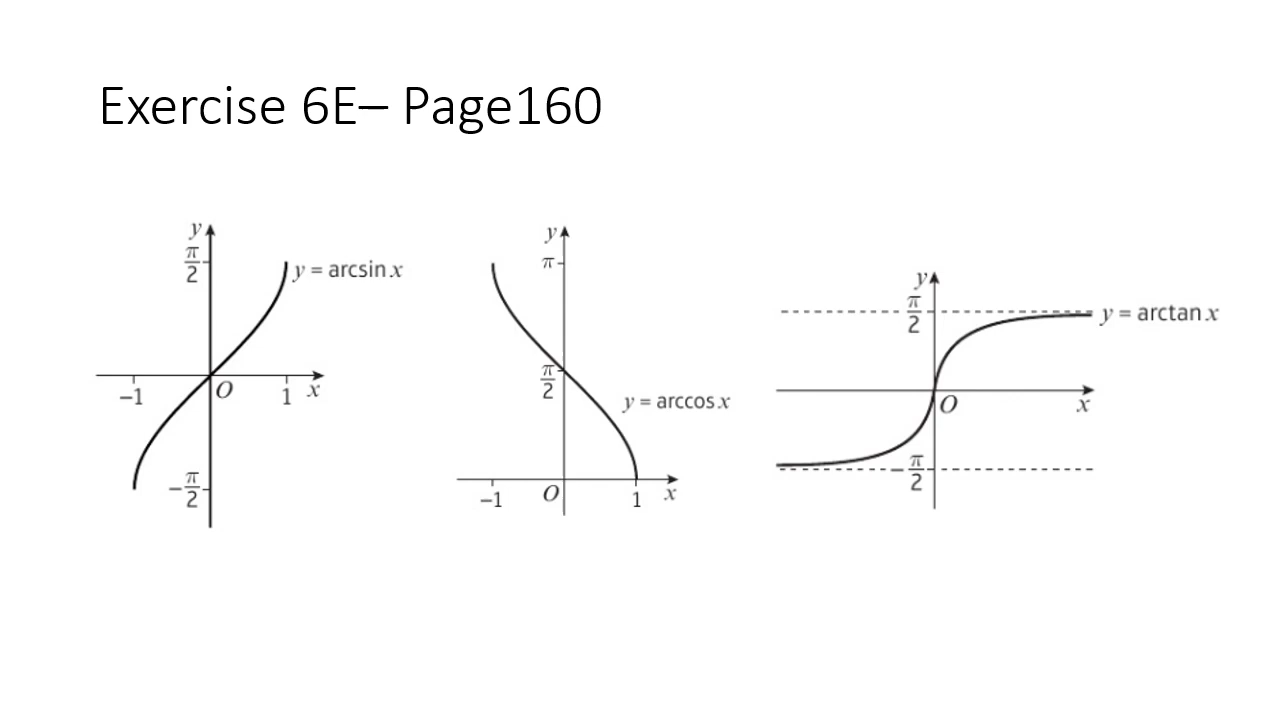 Exercise 6E– Page160
y
π
2
y = arcsin x
−1
O
1
x
−π
2
y
π
π
2
y = arccos x
−1
O
1
x
y
π
2
y = arctan x
O
x
−π
2